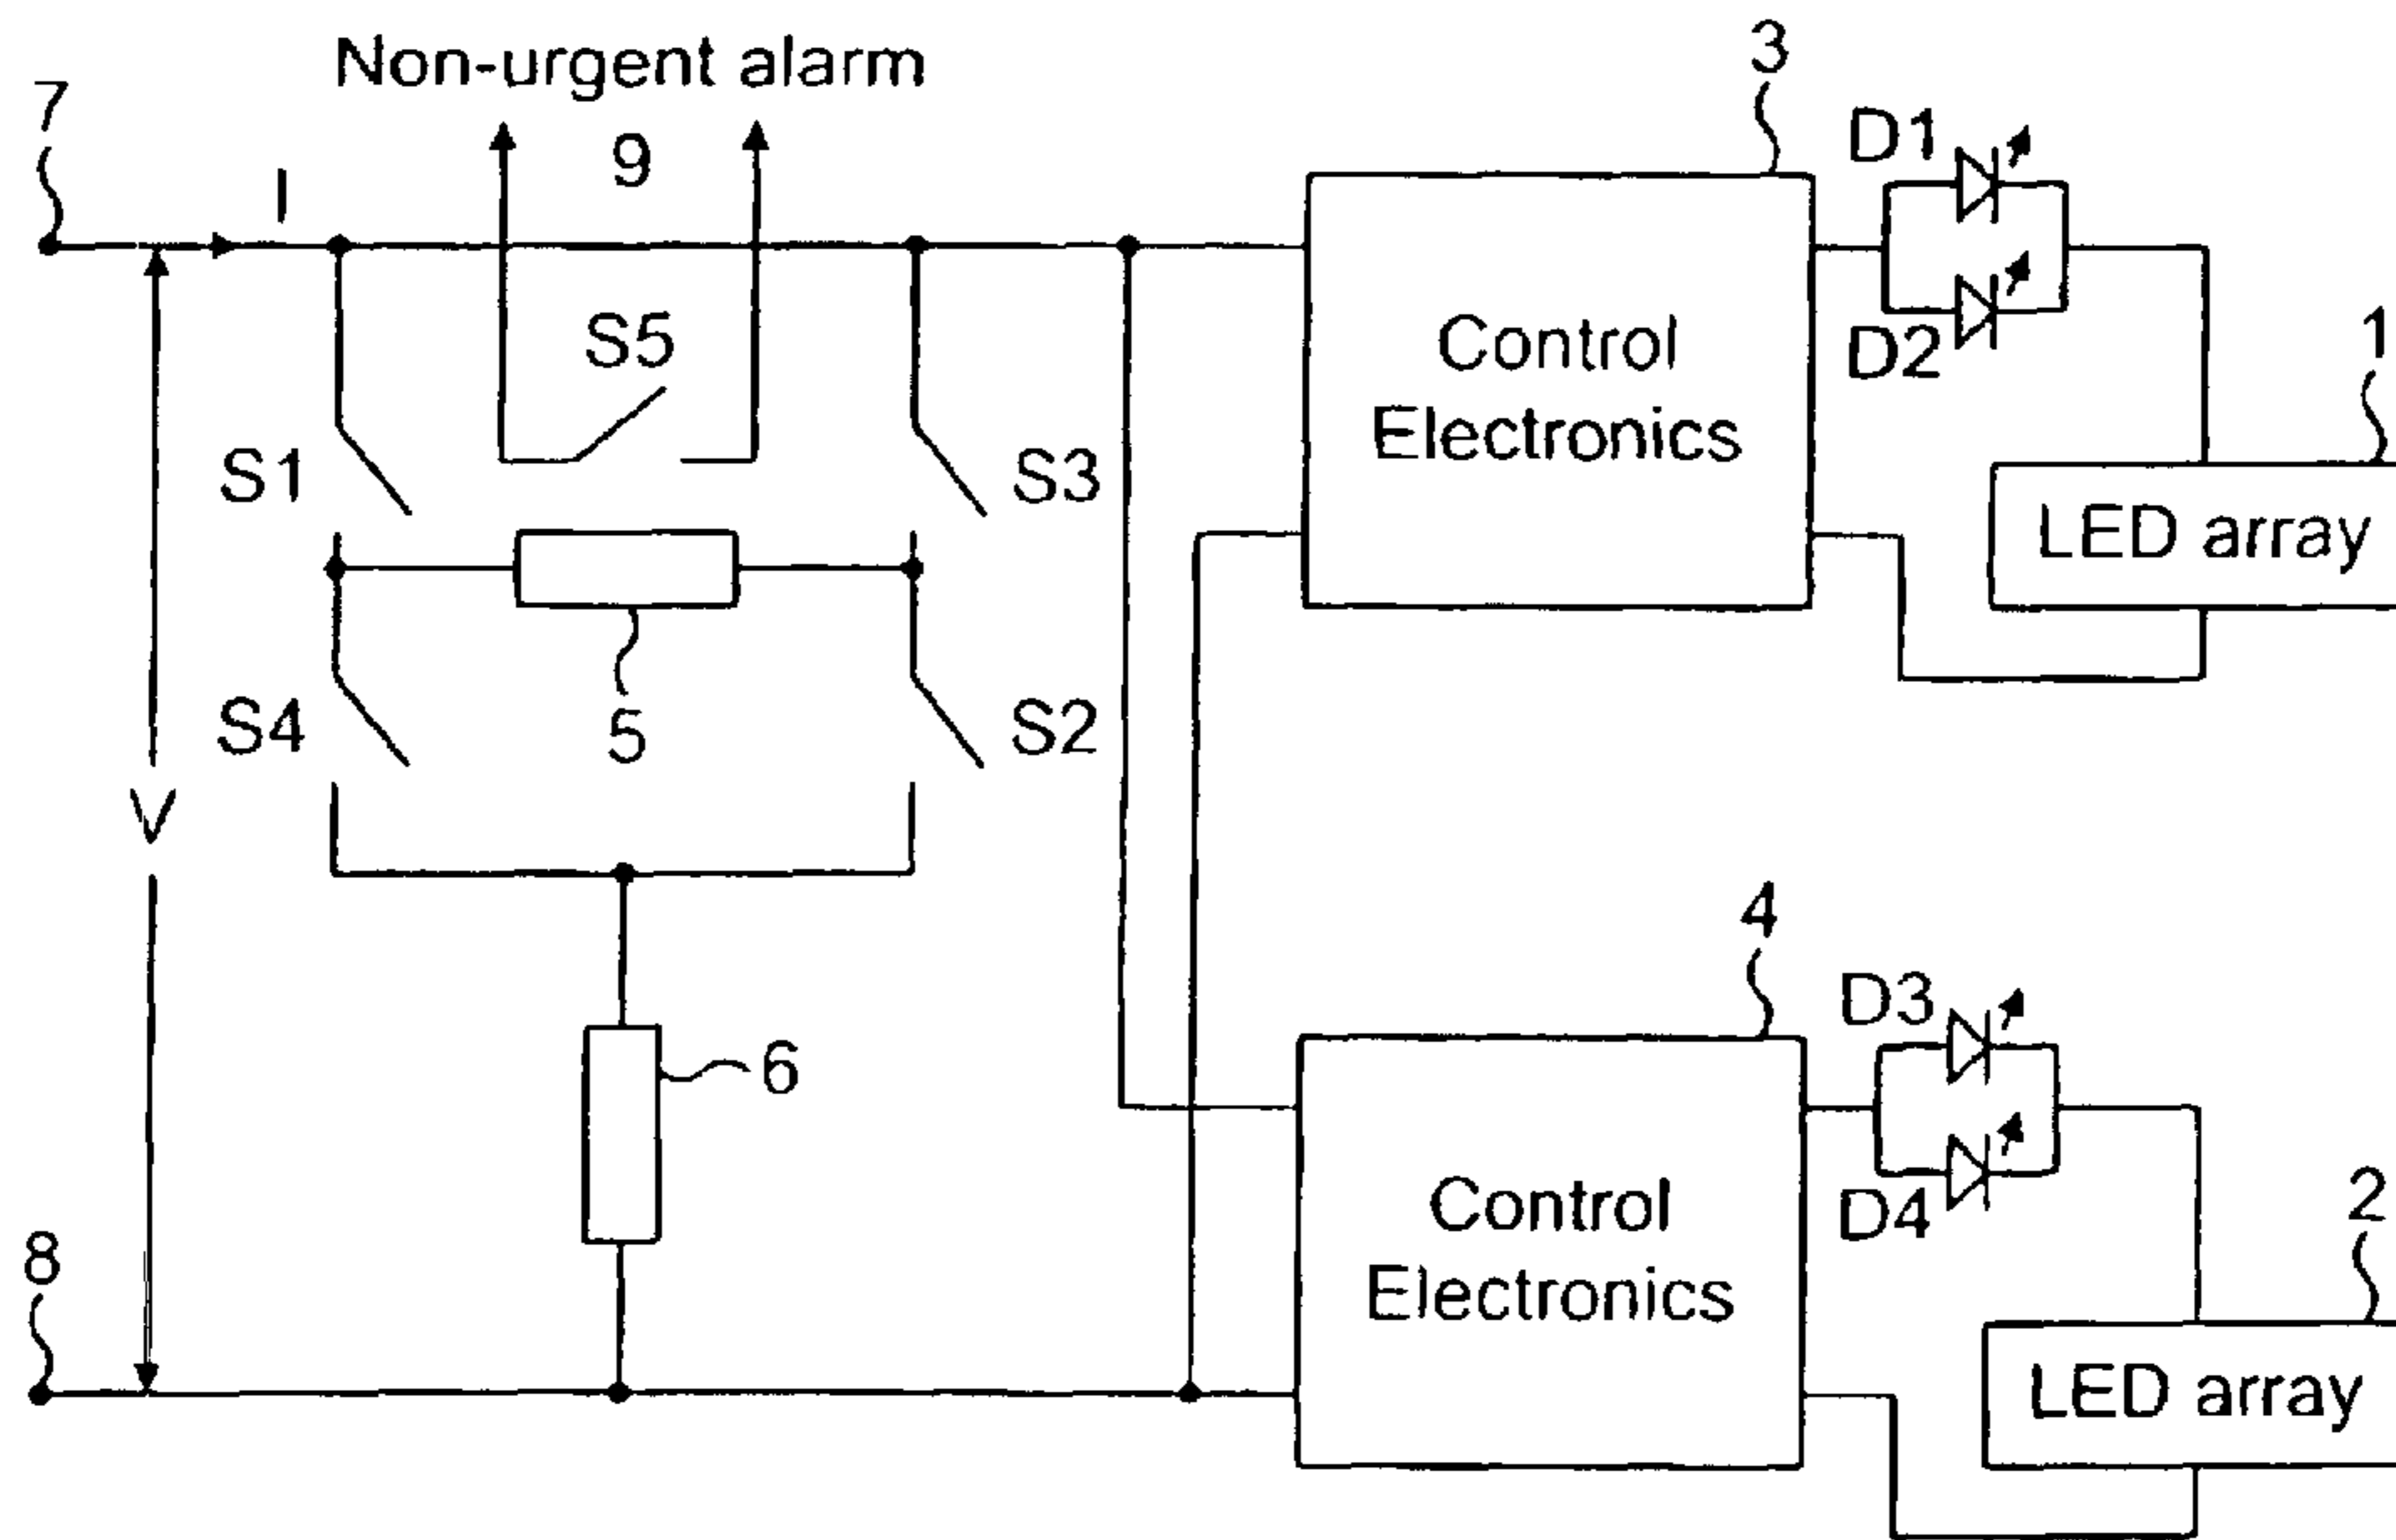 Non-urgent alarm
9
7
I
3
D1
D2
1
S5
Control
Electronics
S1
S3
LED array
S4
5
S2
V
4
D3
D4
6
2
Control
Electronics
8
LED array